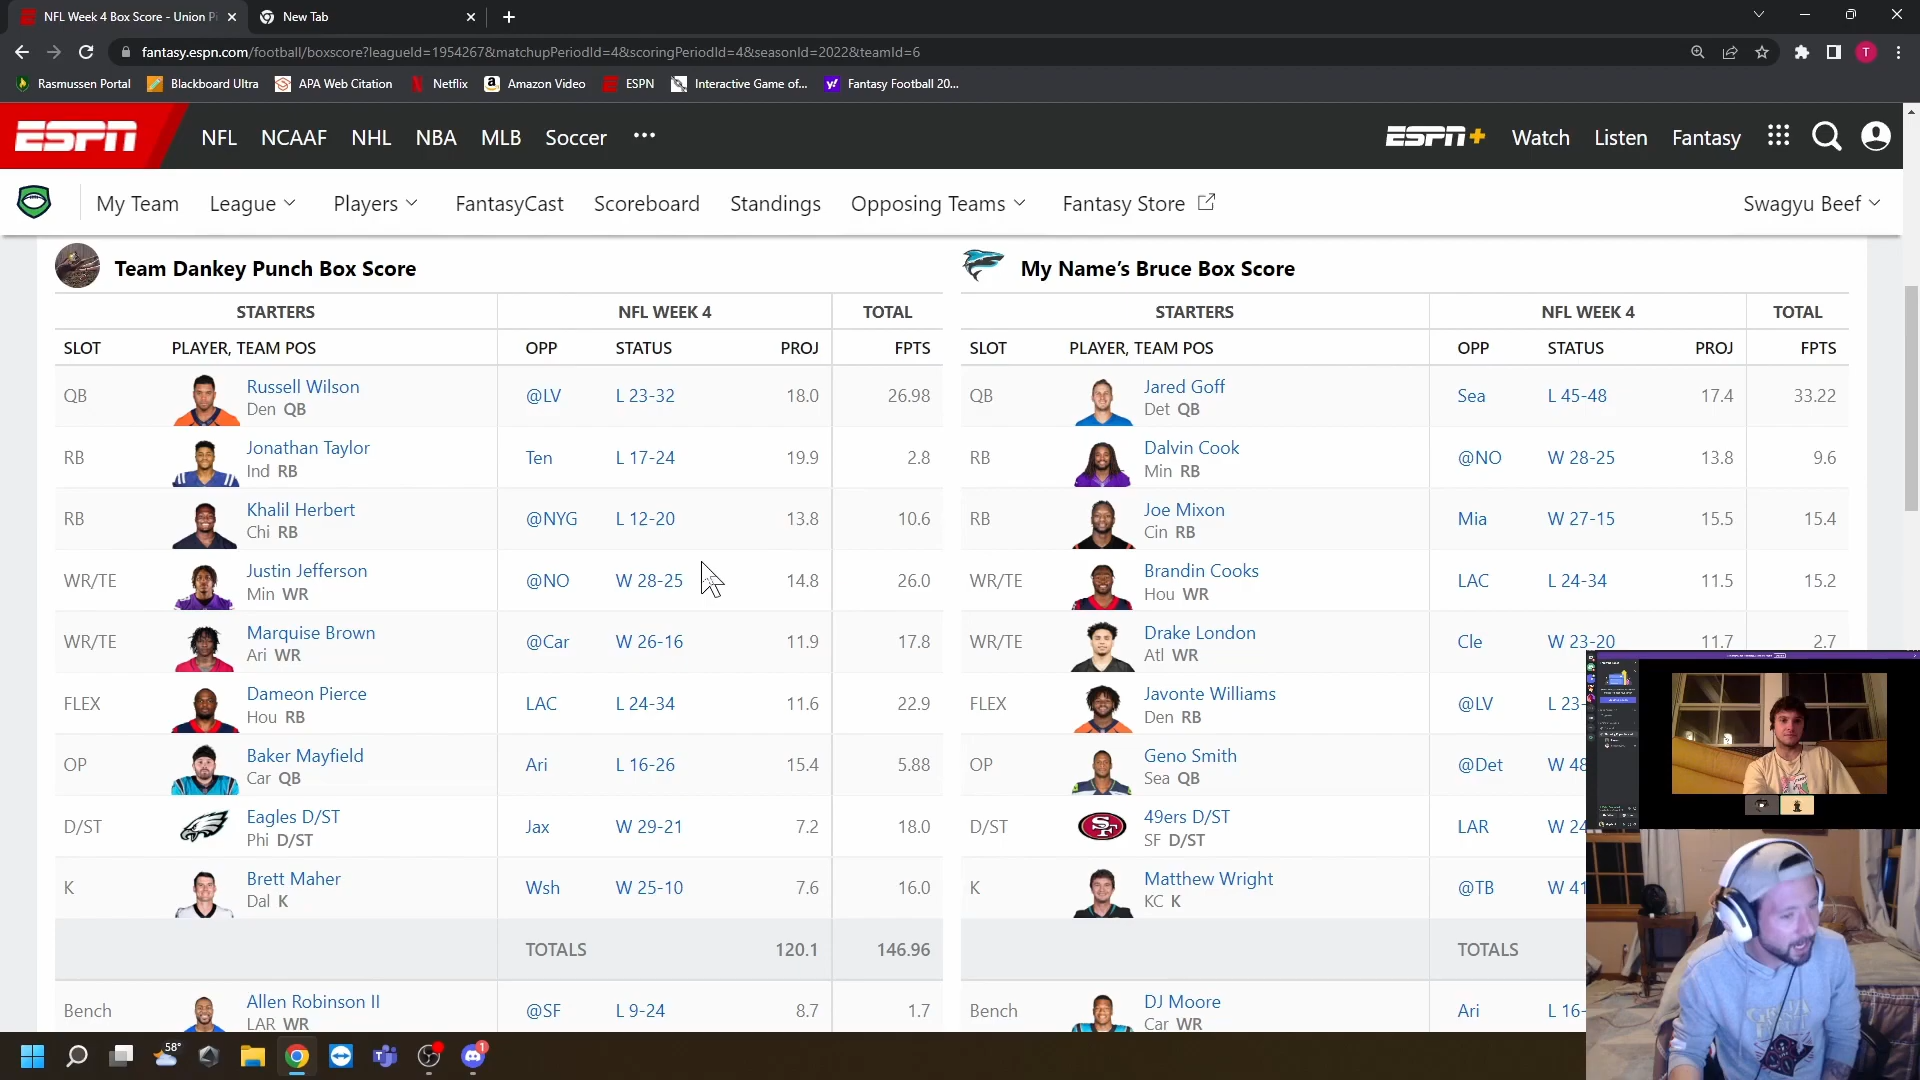 NFL Week 4 Box Score - Union Pi
New Tab
fantasy.espn.com/football/boxscore?leagueId=1954267&matchupPeriodId=4&scoringPeriodId=4&seasonId=2022&teamId=6
T
Rasmussen Portal
Blackboard Ultra
APA Web Citation
Netflix
Amazon Video
ESPN
Interactive Game of...
Fantasy Football 20...
ESPN
NFL
NCAAF
NHL
NBA
MLB
Soccer
ESPN+
Watch
Listen
Fantasy
My Team
League
Players
FantasyCast
Scoreboard
Standings
Opposing Teams
Fantasy Store
Swagyu Beef
Team Dankey Punch Box Score
STARTERS NFL WEEK 4 TOTAL
SLOT PLAYER, TEAM POS OPP STATUS PROJ FPTS
QB Russell Wilson @LV L 23-32 18.0 26.98
Den QB
RB Jonathan Taylor Ten L 17-24 19.9 2.8
Ind RB
RB Khalil Herbert @NYG L 12-20 13.8 10.6
Chi RB
WR/TE Justin Jefferson @NO W 28-25 14.8 26.0
Min WR
WR/TE Marquise Brown @Car W 26-16 11.9 17.8
Ari WR
FLEX Dameon Pierce LAC L 24-34 11.6 22.9
Hou RB
OP Baker Mayfield Ari L 16-26 15.4 5.88
Car QB
D/ST Eagles D/ST Jax W 29-21 7.2 18.0
Phi D/ST
K Brett Maher Wsh W 25-10 7.6 16.0
Dal K
TOTALS 120.1 146.96
Bench Allen Robinson II @SF L 9-24 8.7 1.7
LAR WR
My Name's Bruce Box Score
STARTERS NFL WEEK 4 TOTAL
SLOT PLAYER, TEAM POS OPP STATUS PROJ FPTS
QB Jared Goff Sea L 45-48 17.4 33.22
Det QB
RB Dalvin Cook @NO W 28-25 13.8 9.6
Min RB
RB Joe Mixon Mia W 27-15 15.5 15.4
Cin RB
WR/TE Brandin Cooks LAC L 24-34 11.5 15.2
Hou WR
WR/TE Drake London Cle W 23-20 11.7 2.7
Atl WR
FLEX Javonte Williams @LV L 23-
Den RB
OP Geno Smith @Det W 48
Sea QB
D/ST 49ers D/ST LAR W 24
SF D/ST
K Matthew Wright @TB W 41
KC K
TOTALS
Bench DJ Moore Ari L 16-
Car WR
58°
1